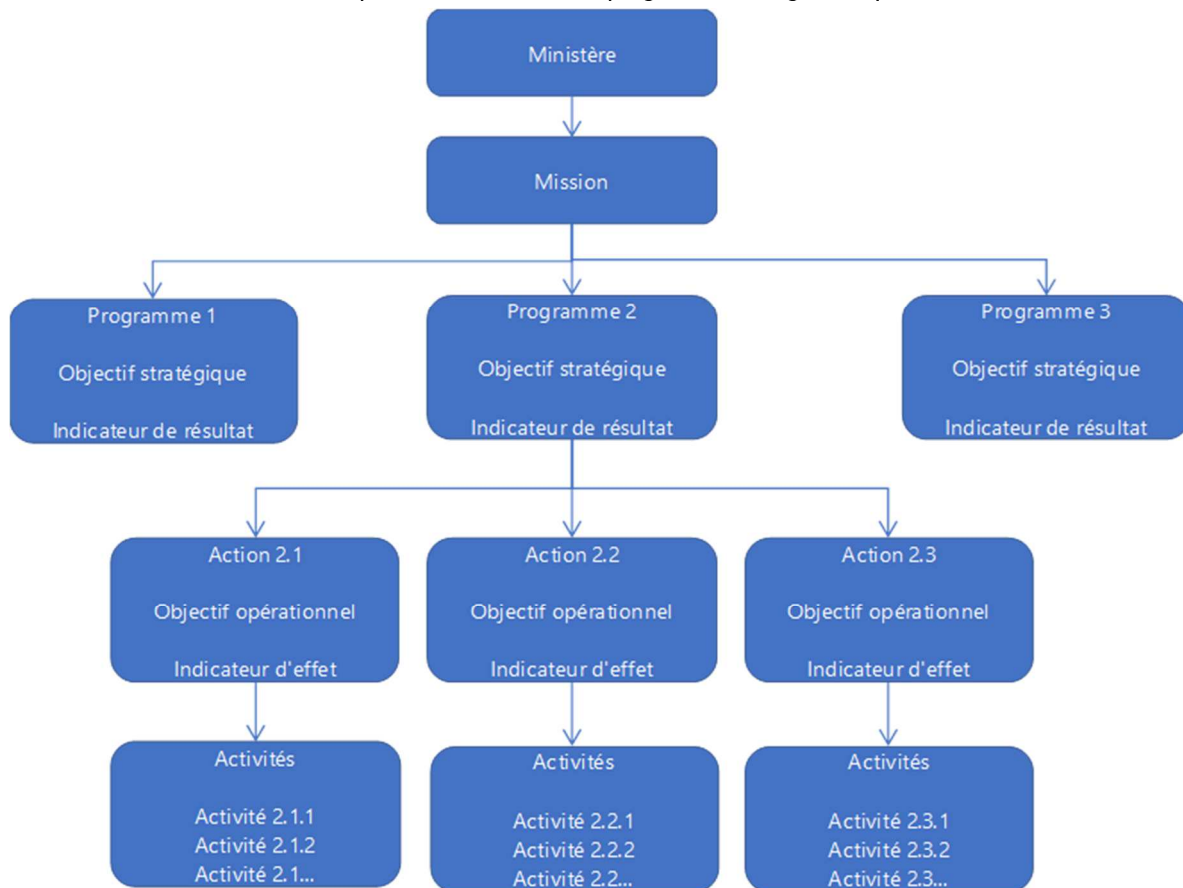 Ministère
Mission
Programme 1
Objectif stratégique
Indicateur de résultat
Programme 2
Objectif stratégique
Indicateur de résultat
Programme 3
Objectif stratégique
Indicateur de résultat
Action 2.1
Objectif opérationnel
Indicateur d'effet
Action 2.2
Objectif opérationnel
Indicateur d'effet
Action 2.3
Objectif opérationnel
Indicateur d'effet
Activités
Activité 2.1.1
Activité 2.1.2
Activité 2.1...
Activités
Activité 2.2.1
Activité 2.2.2
Activité 2.2...
Activités
Activité 2.3.1
Activité 2.3.2
Activité 2.3...